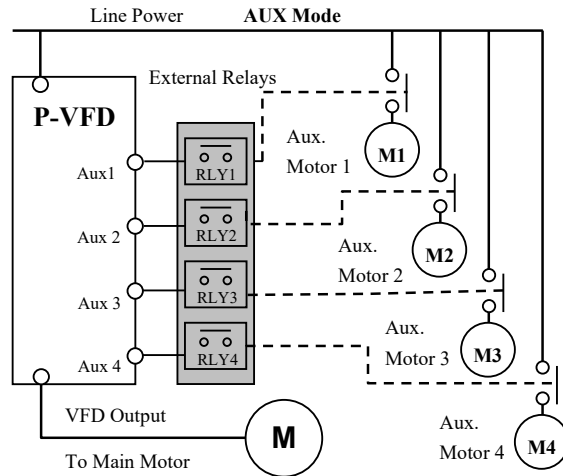 Line Power AUX Mode
External Relays
P-VFD
Aux.
Motor 1
M1
Aux1
RLY1
Aux 2
RLY2
Aux.
Motor 2
M2
Aux 3
RLY3
Aux.
Motor 3
M3
Aux 4
RLY4
VFD Output
M
Aux.
Motor 4
M4
To Main Motor